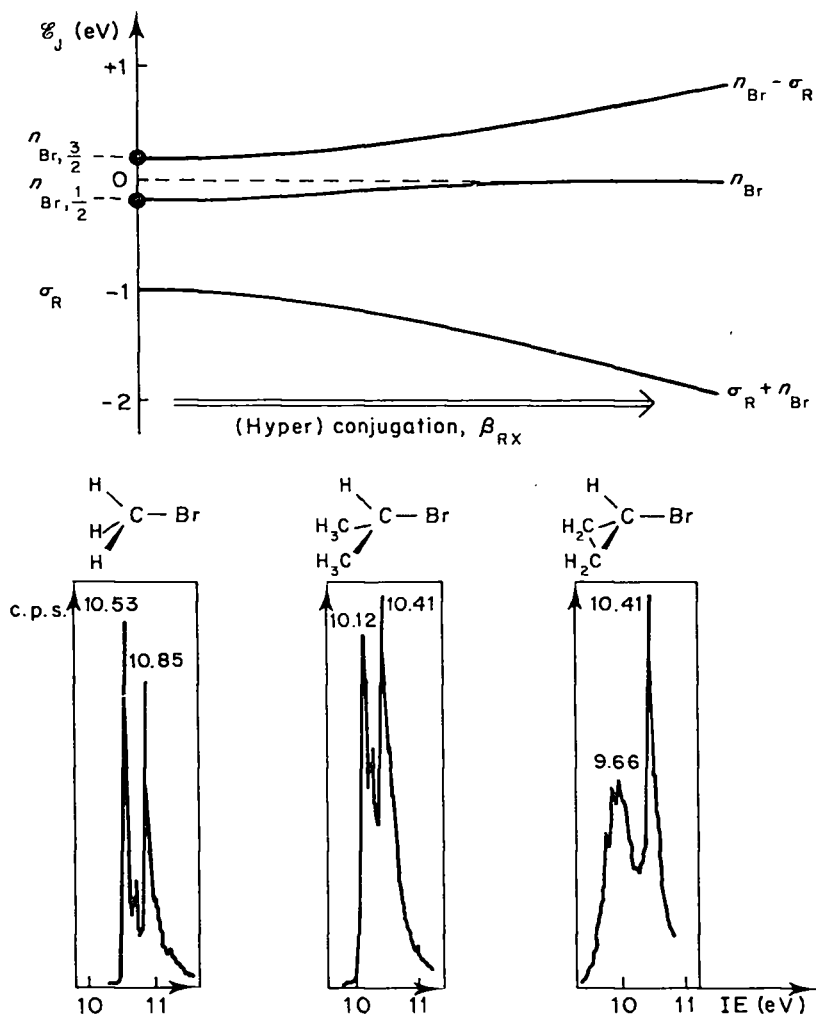 ℰJ (eV)
+1
nBr, 3/2
0
nBr, 1/2
σR
-1
-2
nBr - σR
nBr
σR + nBr
(Hyper) conjugation, βRX
H
H
H
C—Br
H
H3C
H3C
C—Br
H
H2C
H2C
C—Br
c.p.s.
10.53
10.85
10 11
10.12
10.41
10 11
10.41
9.66
10 11 IE (eV)